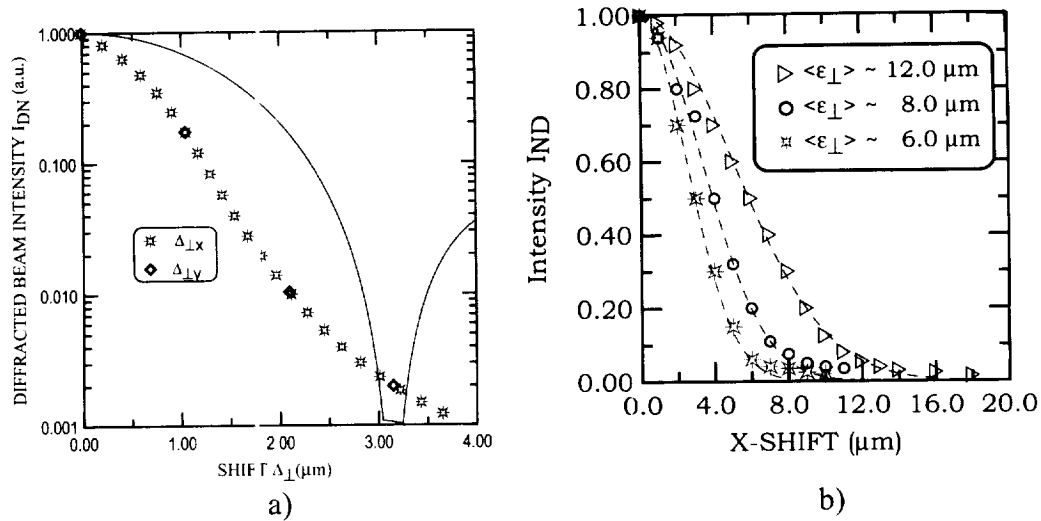 DIFFRACTED BEAM INTENSITY I_DN (a.u.)
1.000
0.100
0.010
0.001
Δ⊥x
Δ⊥y
0.00
1.00
2.00
3.00
4.00
SHIFT Δ⊥(μm)
a)
Intensity I_ND
1.00
0.80
0.60
0.40
0.20
0.00
<ε⊥> ~ 12.0 μm
<ε⊥> ~ 8.0 μm
<ε⊥> ~ 6.0 μm
0.0
4.0
8.0
12.0
16.0
20.0
X-SHIFT (μm)
b)